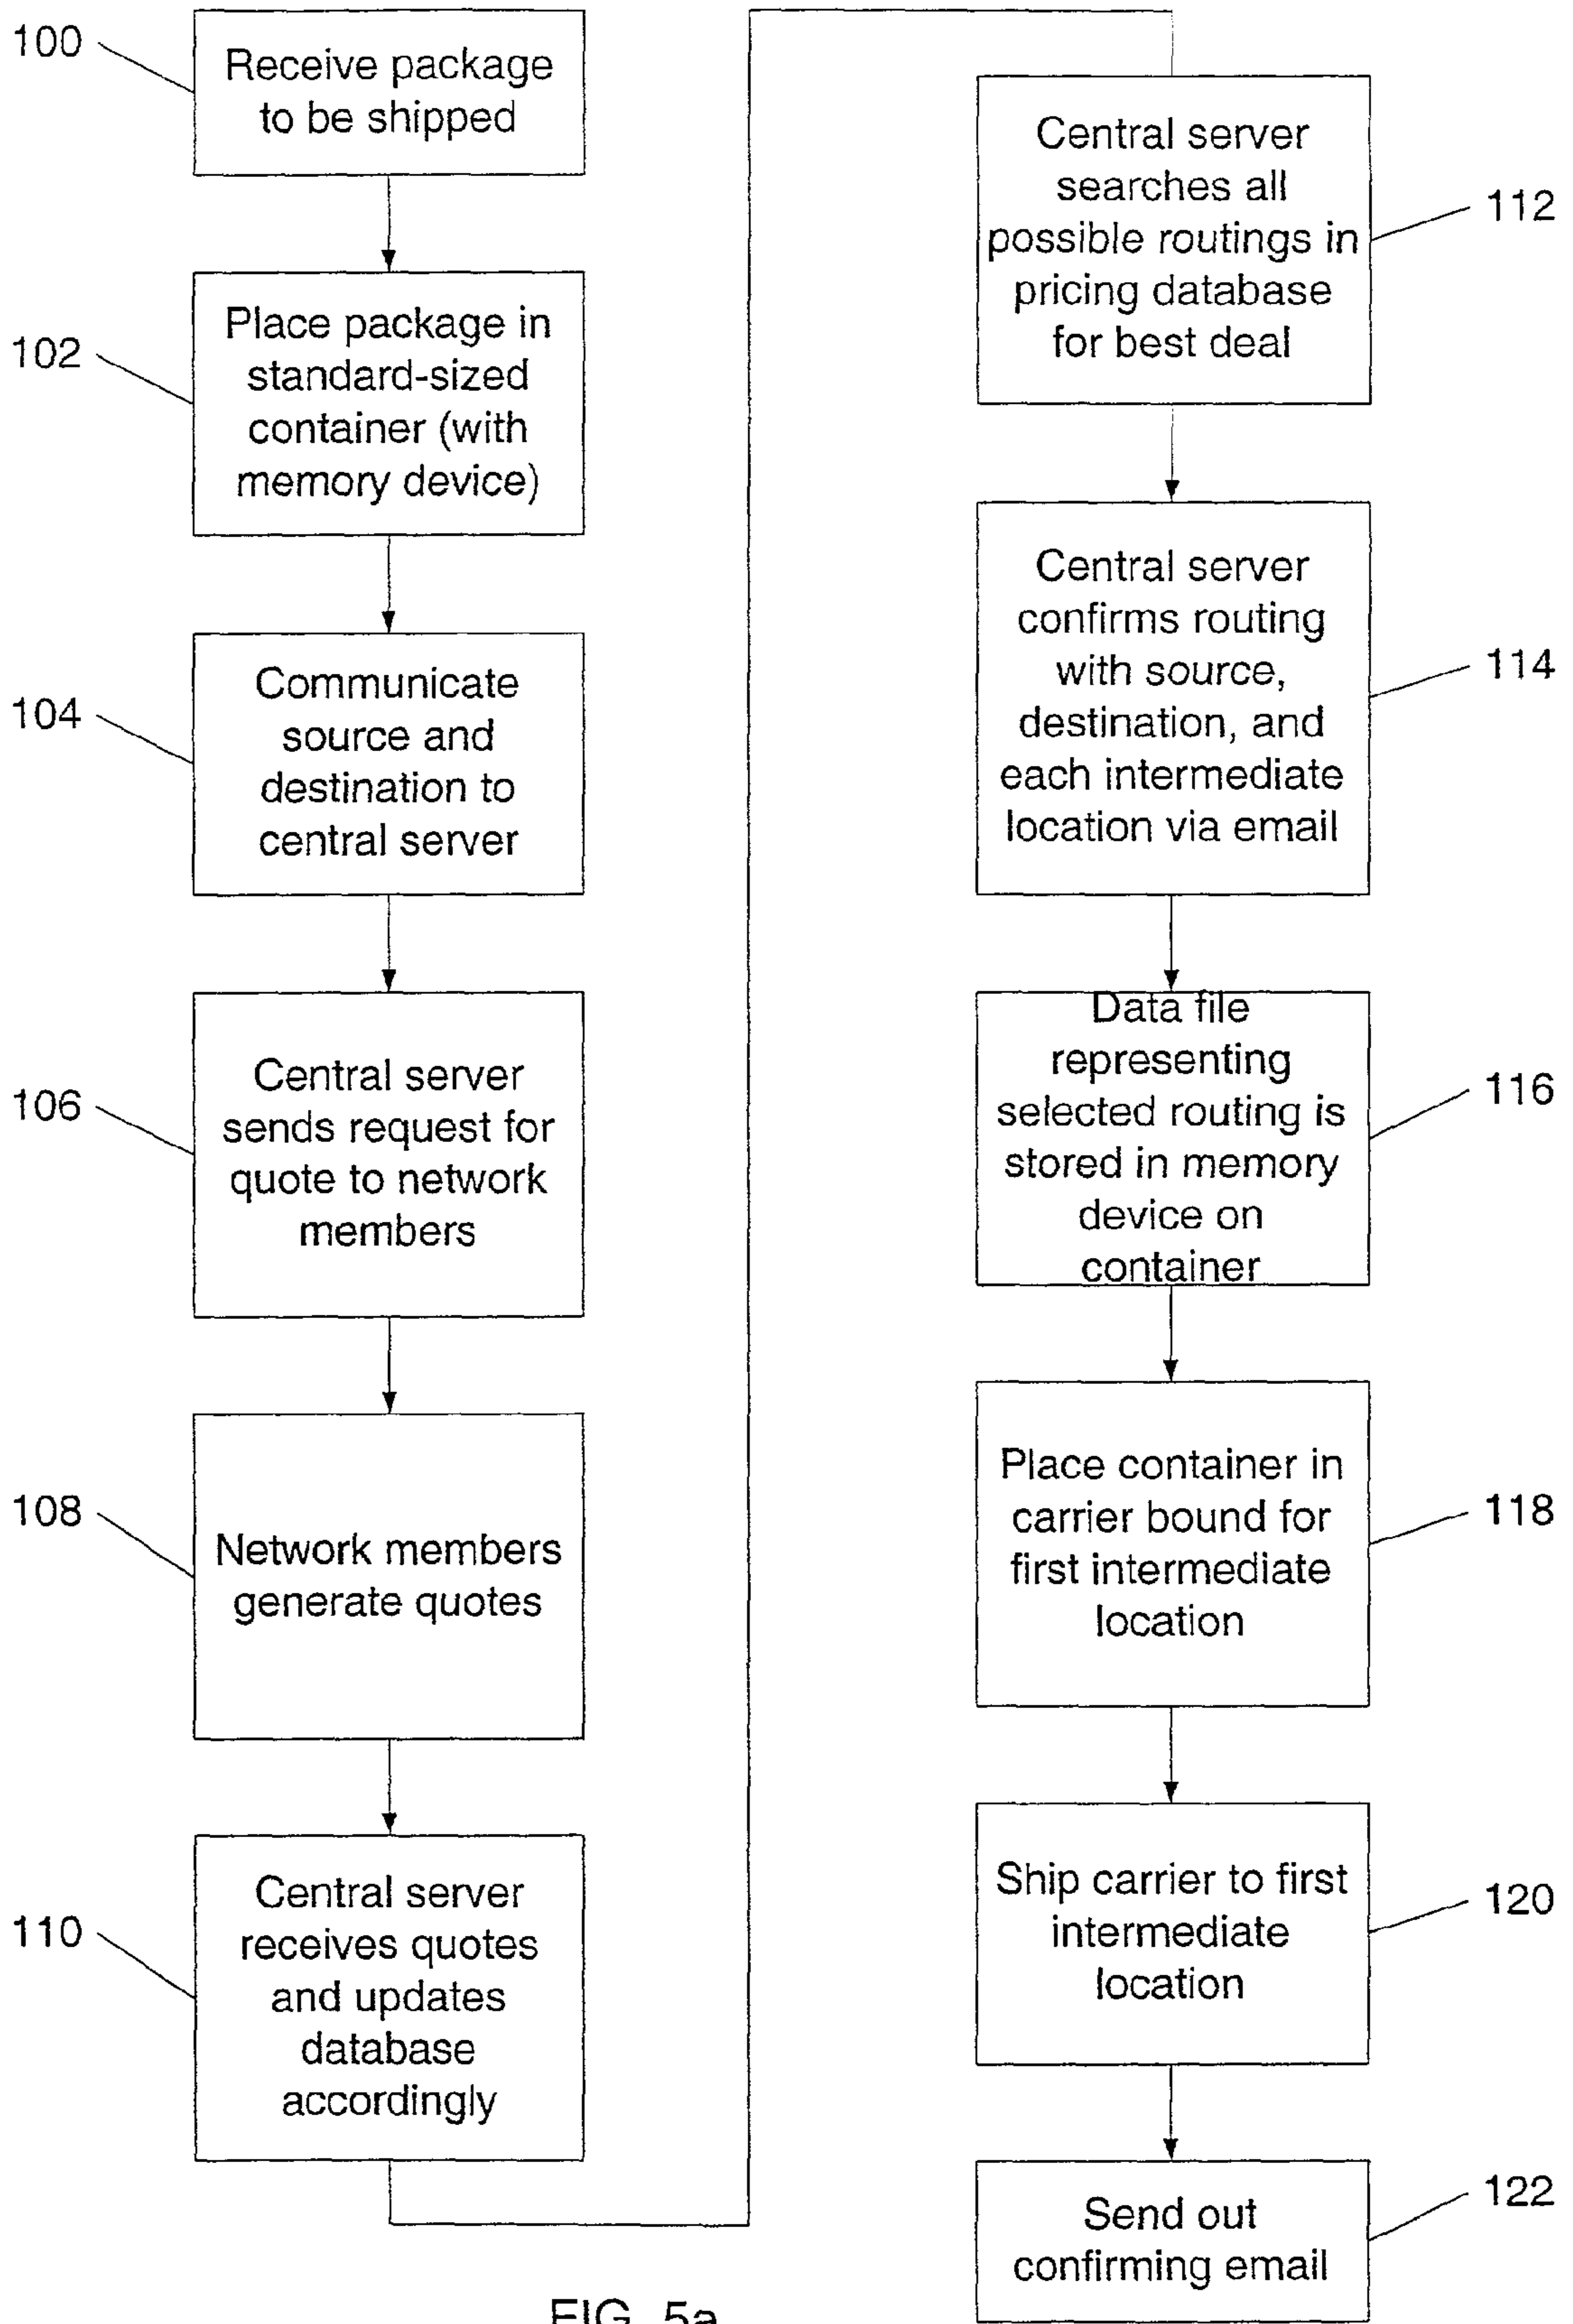 100
Receive package
to be shipped
102
Place package in
standard-sized
container (with
memory device)
104
Communicate
source and
destination to
central server
106
Central server
sends request for
quote to network
members
108
Network members
generate quotes
110
Central server
receives quotes
and updates
database
accordingly
112
Central server
searches all
possible routings in
pricing database
for best deal
114
Central server
confirms routing
with source,
destination, and
each intermediate
location via email
116
Data file
representing
selected routing is
stored in memory
device on
container
118
Place container in
carrier bound for
first intermediate
location
120
Ship carrier to first
intermediate
location
122
Send out
confirming email
FIG. 5a